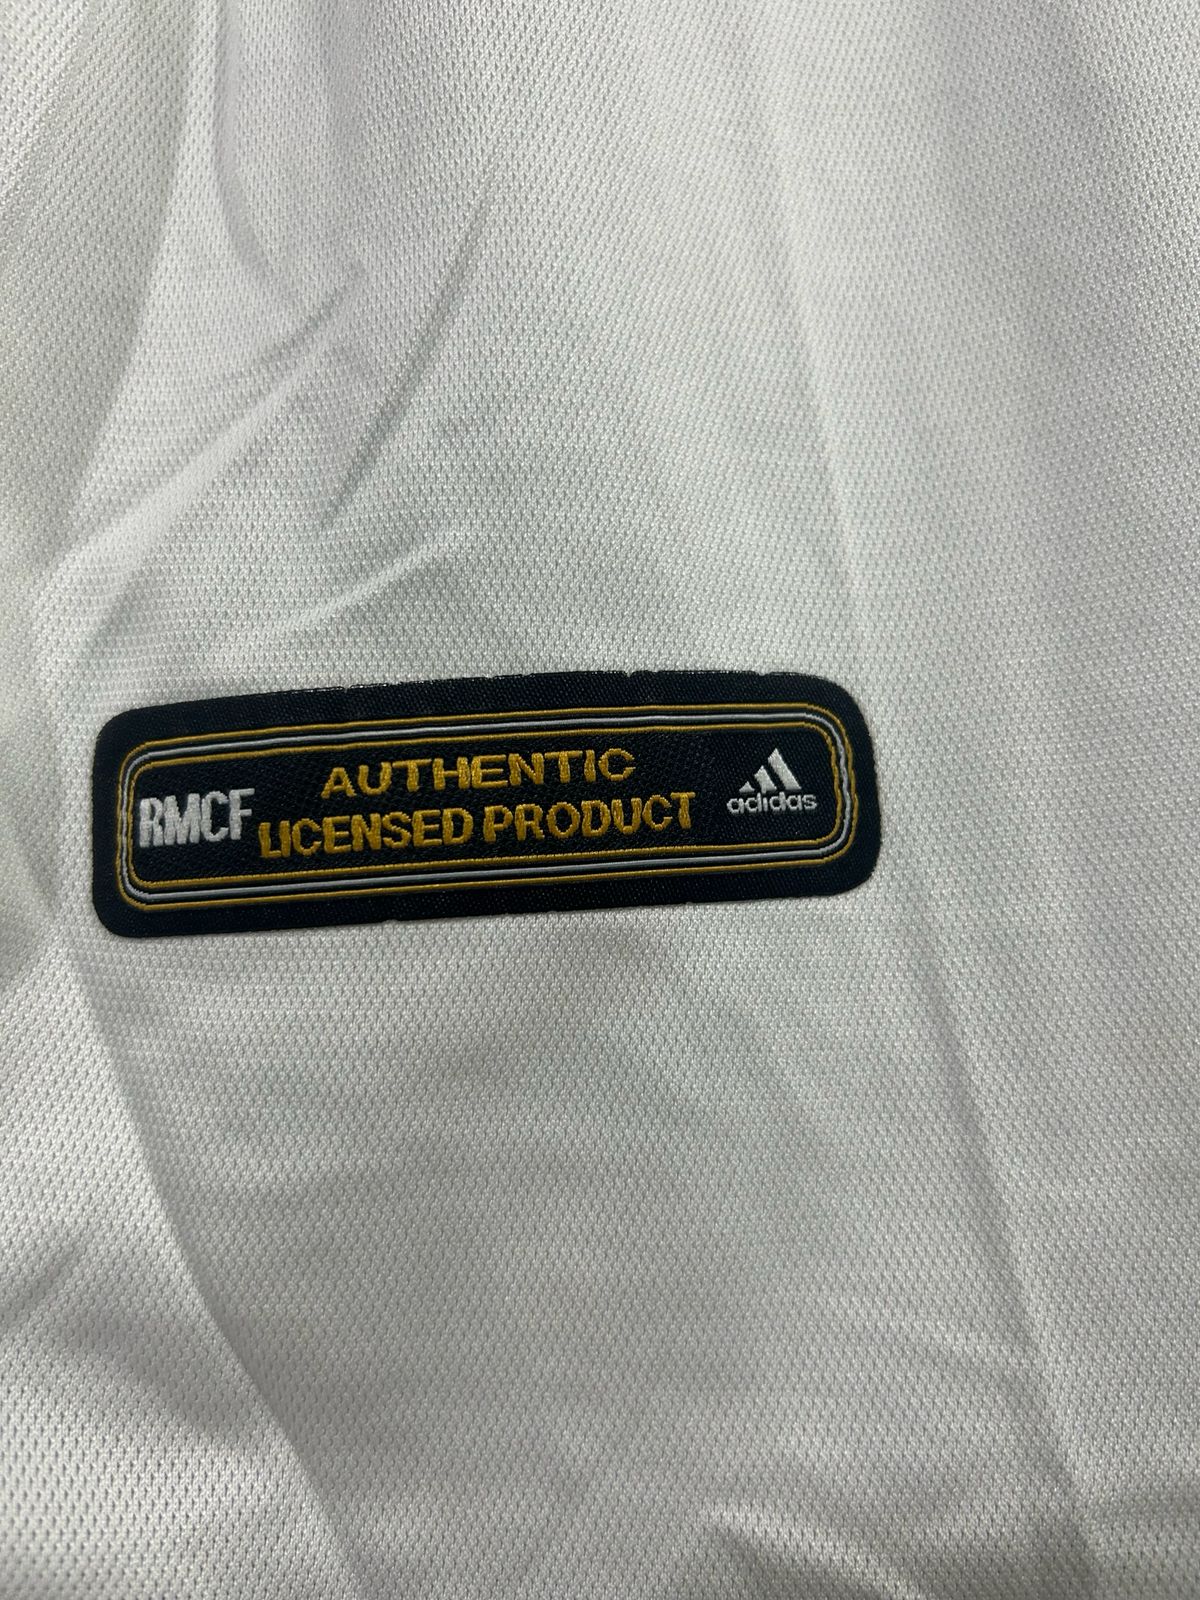 RMCF
AUTHENTIC
LICENSED PRODUCT
adidas